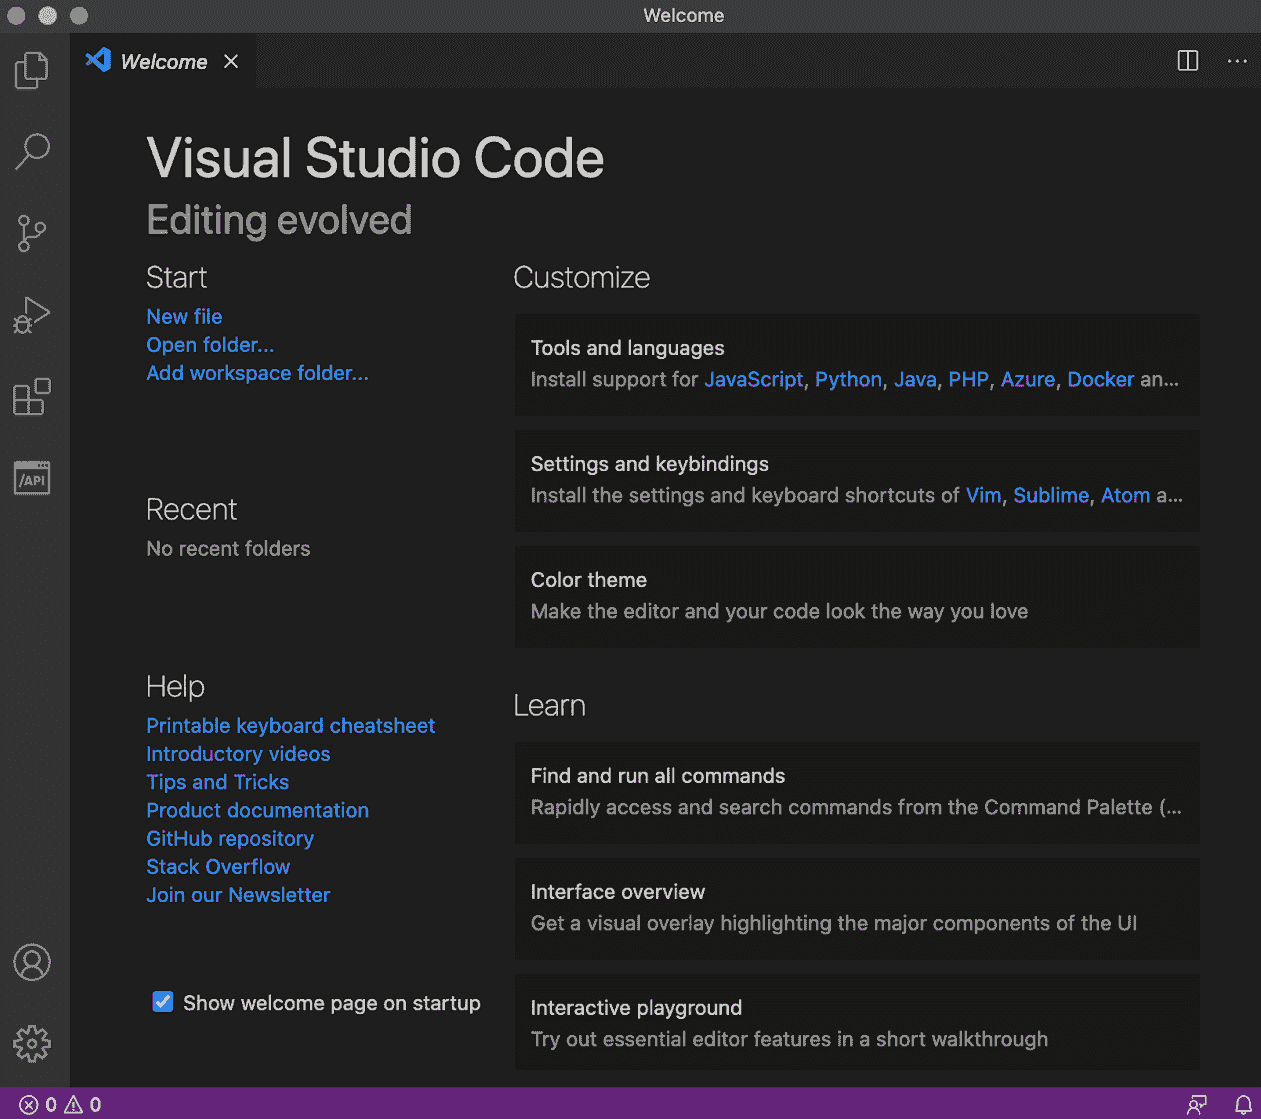 Welcome
Welcome
Visual Studio Code
Editing evolved
Start
New file
Open folder...
Add workspace folder...
Recent
No recent folders
Help
Printable keyboard cheatsheet
Introductory videos
Tips and Tricks
Product documentation
GitHub repository
Stack Overflow
Join our Newsletter
Show welcome page on startup
Customize
Tools and languages
Install support for JavaScript, Python, Java, PHP, Azure, Docker an...
Settings and keybindings
Install the settings and keyboard shortcuts of Vim, Sublime, Atom a...
Color theme
Make the editor and your code look the way you love
Learn
Find and run all commands
Rapidly access and search commands from the Command Palette (...
Interface overview
Get a visual overlay highlighting the major components of the UI
Interactive playground
Try out essential editor features in a short walkthrough
/API
0 0